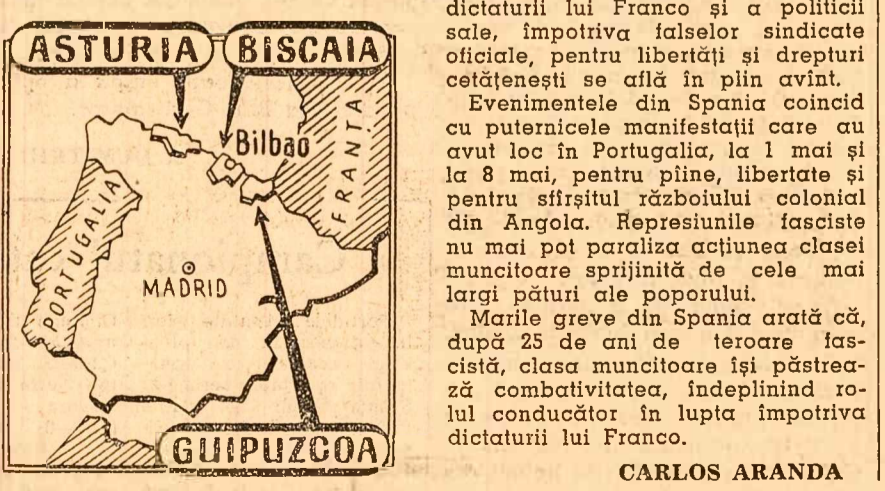 ASTURIA
BISCAIA
Bilbao
FRANȚA
PORTUGALIA
MADRID
GUIPUZCOA
dictaturii lui Franco și a politicii
sale, împotriva falselor sindicate
oficiale, pentru libertăți și drepturi
cetățenești se află în plin avînt.
Evenimentele din Spania coincid
cu puternicele manifestații care au
avut loc în Portugalia, la 1 mai și
la 8 mai, pentru pîine, libertate și
pentru sfîrșitul războiului colonial
din Angola. Represiunile fasciste
nu mai pot paraliza acțiunea clasei
muncitoare sprijinită de cele mai
largi pături ale poporului.
Marile greve din Spania arată că,
după 25 de ani de teroare fas-
cistă, clasa muncitoare își păstrea-
ză combativitatea, îndeplinind ro-
lul conducător în lupta împotriva
dictaturii lui Franco.
CARLOS ARANDA